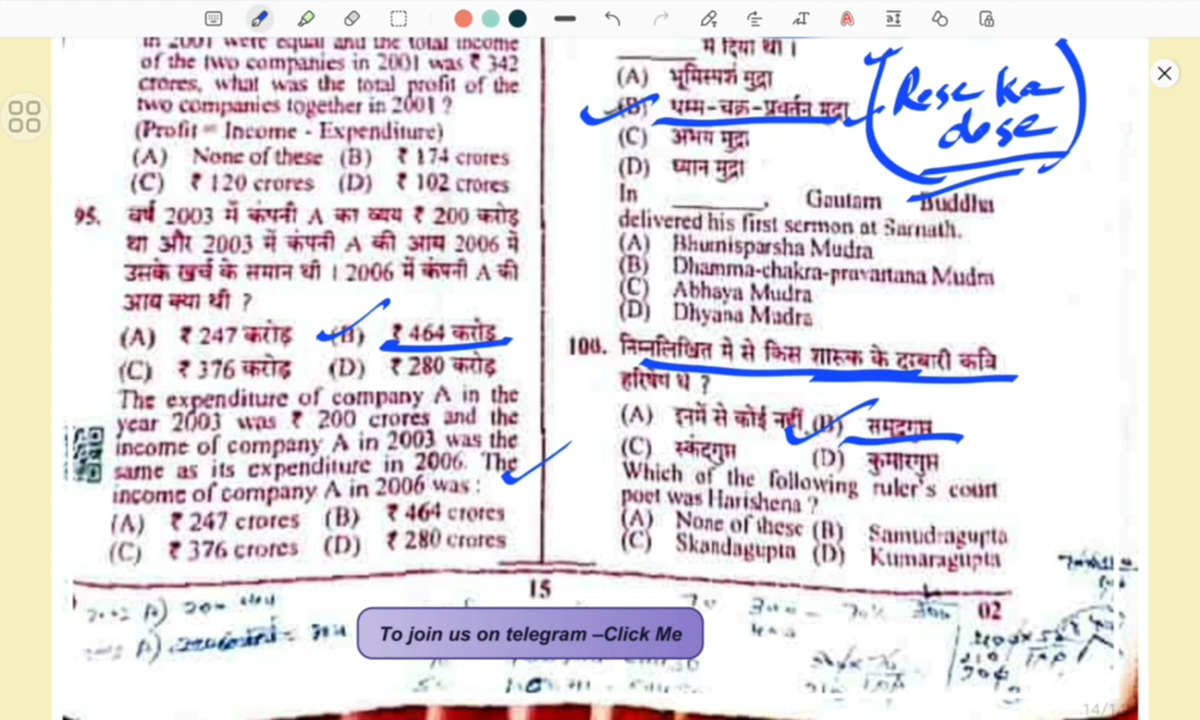 in 2001 were equal and the total income
of the two companies in 2001 was ₹ 342
crores, what was the total profit of the
two companies together in 2001 ?
(Profit = Income - Expenditure)
(A) None of these (B) ₹ 174 crores
(C) ₹ 120 crores (D) ₹ 102 crores
95. वर्ष 2003 में कंपनी A का व्यय ₹ 200 करोड़
था और 2003 में कंपनी A की आय 2006 में
उसके खर्च के समान थी । 2006 में कंपनी A की
आय क्या थी ?
(A) ₹ 247 करोड़ (B) ₹ 464 करोड़
(C) ₹ 376 करोड़ (D) ₹ 280 करोड़
The expenditure of company A in the
year 2003 was ₹ 200 crores and the
income of company A in 2003 was the
same as its expenditure in 2006. The
income of company A in 2006 was :
(A) ₹ 247 crores (B) ₹ 464 crores
(C) ₹ 376 crores (D) ₹ 280 crores
में दिया था ।
(A) भूमिस्पर्श मुद्रा
(B) धम्म-चक्र-प्रवर्तन मुद्रा
(C) अभय मुद्रा
(D) ध्यान मुद्रा
In ________, Gautam Buddha
delivered his first sermon at Sarnath.
(A) Bhumisparsha Mudra
(B) Dhamma-chakra-pravartana Mudra
(C) Abhaya Mudra
(D) Dhyana Mudra
100. निम्नलिखित में से किस शासक के दरबारी कवि
हरिषेण थे ?
(A) इनमें से कोई नहीं (B) समुद्रगुप्त
(C) स्कंदगुप्त (D) कुमारगुप्त
Which of the following ruler's court
poet was Harishena ?
(A) None of these (B) Samudragupta
(C) Skandagupta (D) Kumaragupta
ka
dose
15
02
To join us on telegram –Click Me